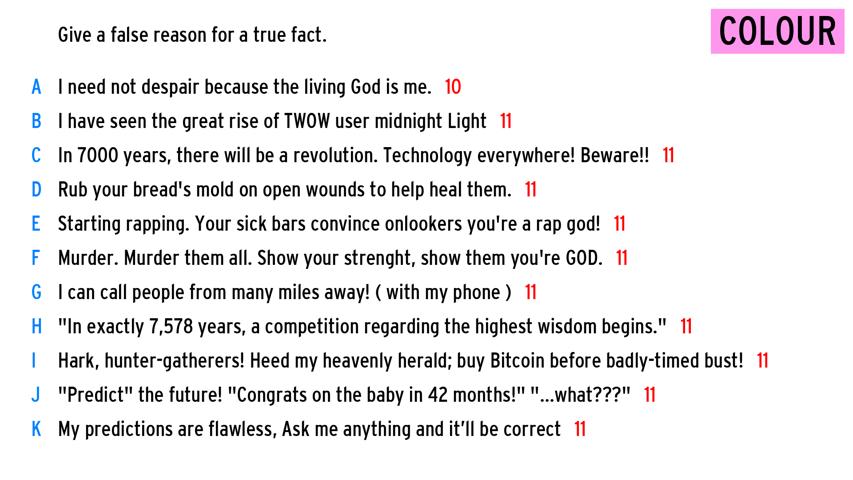 Give a false reason for a true fact.
COLOUR
A I need not despair because the living God is me. 10
B I have seen the great rise of TWOW user midnight Light 11
C In 7000 years, there will be a revolution. Technology everywhere! Beware!! 11
D Rub your bread's mold on open wounds to help heal them. 11
E Starting rapping. Your sick bars convince onlookers you're a rap god! 11
F Murder. Murder them all. Show your strenght, show them you're GOD. 11
G I can call people from many miles away! ( with my phone ) 11
H "In exactly 7,578 years, a competition regarding the highest wisdom begins." 11
I Hark, hunter-gatherers! Heed my heavenly herald; buy Bitcoin before badly-timed bust! 11
J "Predict" the future! "Congrats on the baby in 42 months!" "...what???" 11
K My predictions are flawless, Ask me anything and it’ll be correct 11